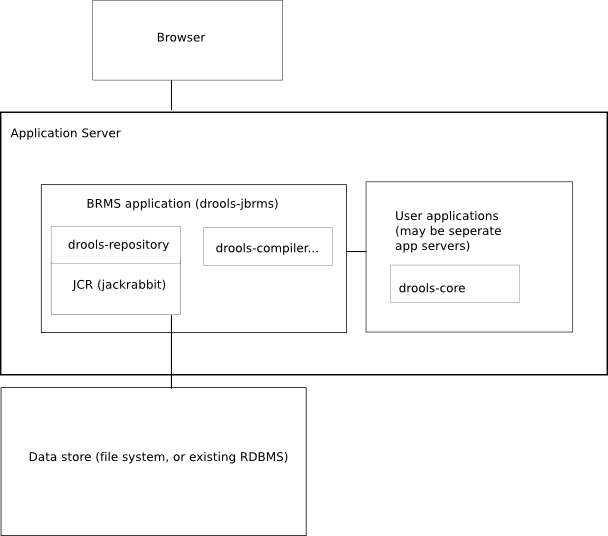 Browser
Application Server
BRMS application (drools-jbrms)
drools-repository
JCR (jackrabbit)
drools-compiler...
User applications
(may be seperate
app servers)
drools-core
Data store (file system, or existing RDBMS)